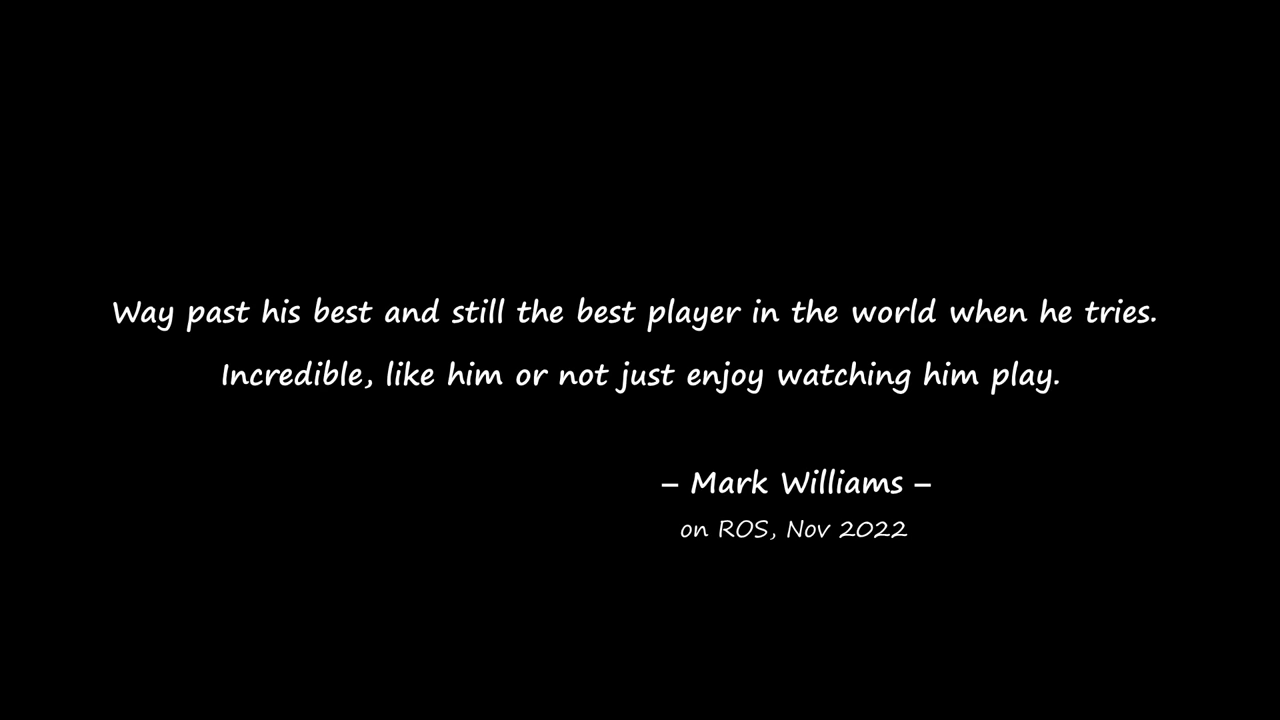 Way past his best and still the best player in the world when he tries.
Incredible, like him or not just enjoy watching him play.
– Mark Williams –
on ROS, Nov 2022